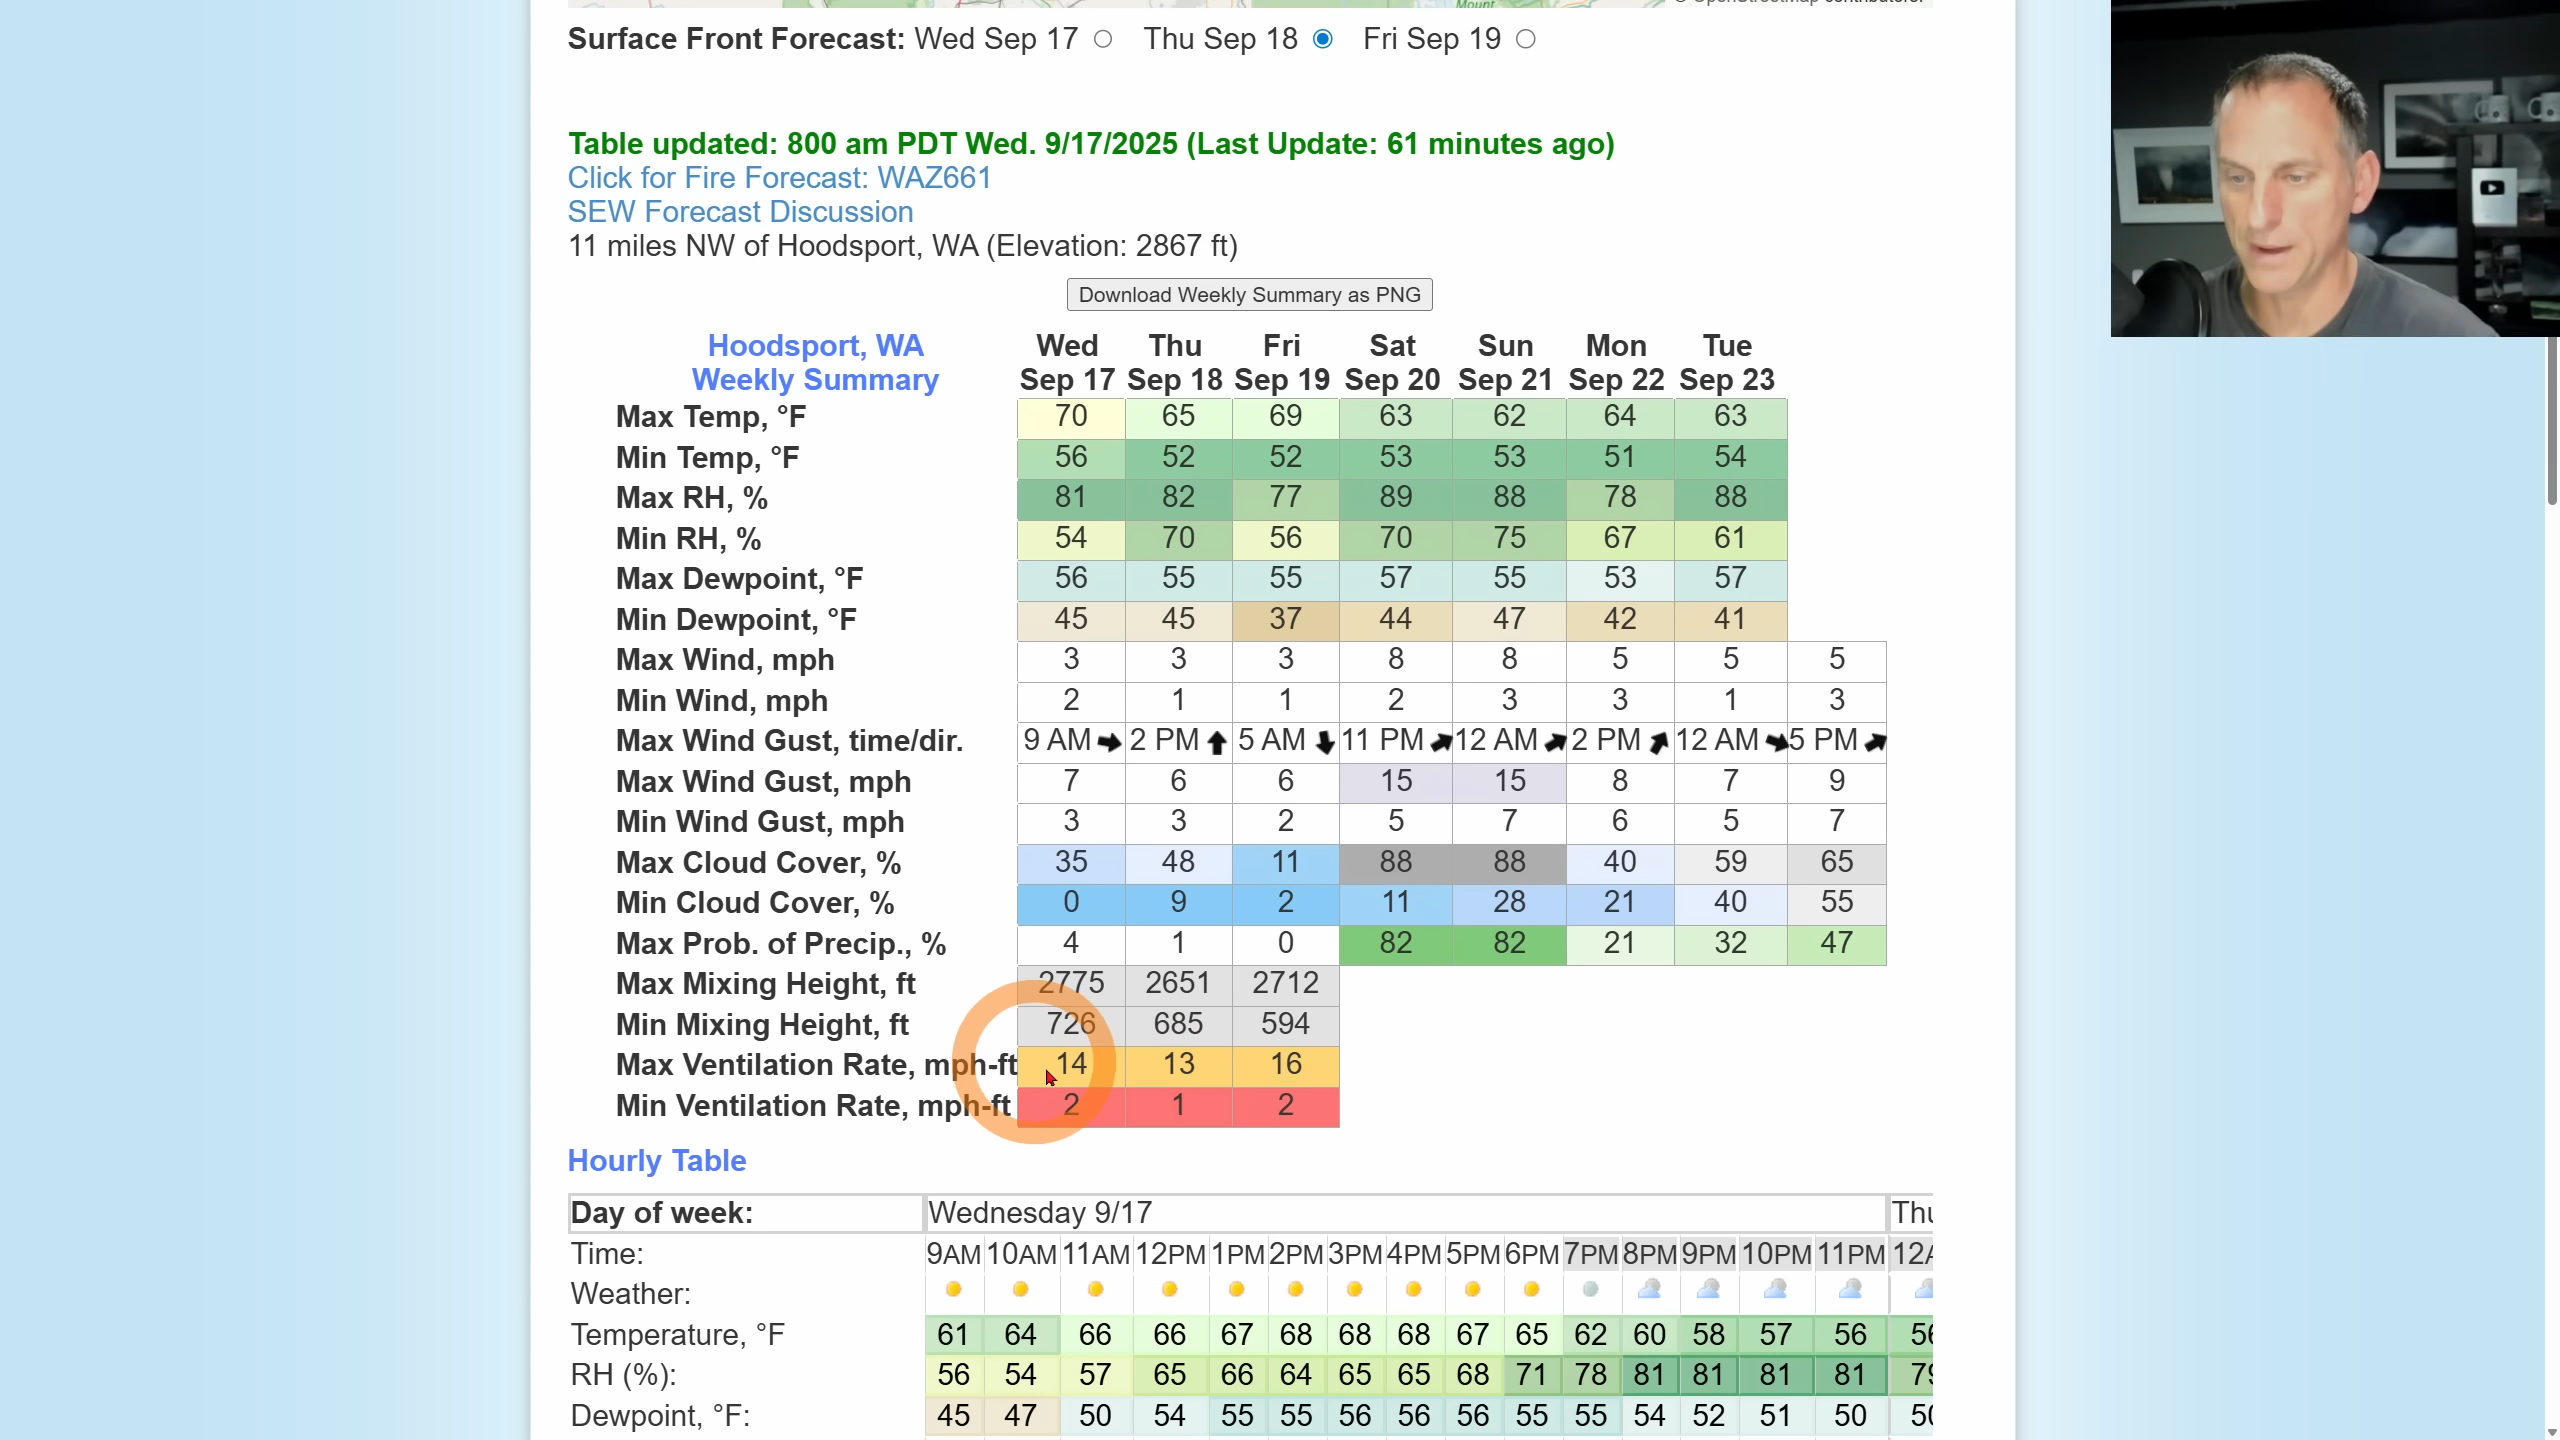 Mount
© OpenStreetMap contributors.
Surface Front Forecast: Wed Sep 17 Thu Sep 18 Fri Sep 19
Table updated: 800 am PDT Wed. 9/17/2025 (Last Update: 61 minutes ago)
Click for Fire Forecast: WAZ661
SEW Forecast Discussion
11 miles NW of Hoodsport, WA (Elevation: 2867 ft)
Download Weekly Summary as PNG
Hoodsport, WA Wed Thu Fri Sat Sun Mon Tue
Weekly Summary Sep 17 Sep 18 Sep 19 Sep 20 Sep 21 Sep 22 Sep 23
Max Temp, °F 70 65 69 63 62 64 63
Min Temp, °F 56 52 52 53 53 51 54
Max RH, % 81 82 77 89 88 78 88
Min RH, % 54 70 56 70 75 67 61
Max Dewpoint, °F 56 55 55 57 55 53 57
Min Dewpoint, °F 45 45 37 44 47 42 41
Max Wind, mph 3 3 3 8 8 5 5 5
Min Wind, mph 2 1 1 2 3 3 1 3
Max Wind Gust, time/dir. 9 AM 2 PM 5 AM 11 PM 12 AM 2 PM 12 AM 5 PM
Max Wind Gust, mph 7 6 6 15 15 8 7 9
Min Wind Gust, mph 3 3 2 5 7 6 5 7
Max Cloud Cover, % 35 48 11 88 88 40 59 65
Min Cloud Cover, % 0 9 2 11 28 21 40 55
Max Prob. of Precip., % 4 1 0 82 82 21 32 47
Max Mixing Height, ft 2775 2651 2712
Min Mixing Height, ft 726 685 594
Max Ventilation Rate, mph-ft 14 13 16
Min Ventilation Rate, mph-ft 2 1 2
Hourly Table
Day of week: Wednesday 9/17 Thu
Time: 9AM 10AM 11AM 12PM 1PM 2PM 3PM 4PM 5PM 6PM 7PM 8PM 9PM 10PM 11PM 12A
Weather:
Temperature, °F 61 64 66 66 67 68 68 68 67 65 62 60 58 57 56 56
RH (%): 56 54 57 65 66 64 65 65 68 71 78 81 81 81 81 79
Dewpoint, °F: 45 47 50 54 55 55 56 56 56 55 55 54 52 51 50 50